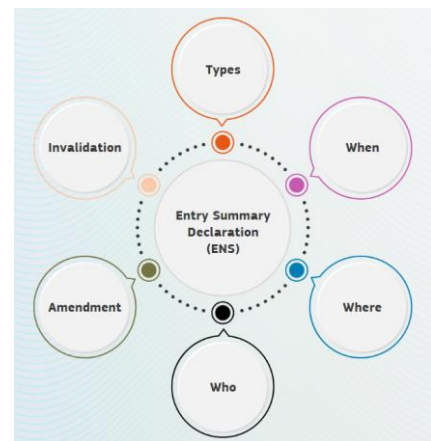 Types
Invalidation
When
Entry Summary
Declaration
(ENS)
Amendment
Where
Who